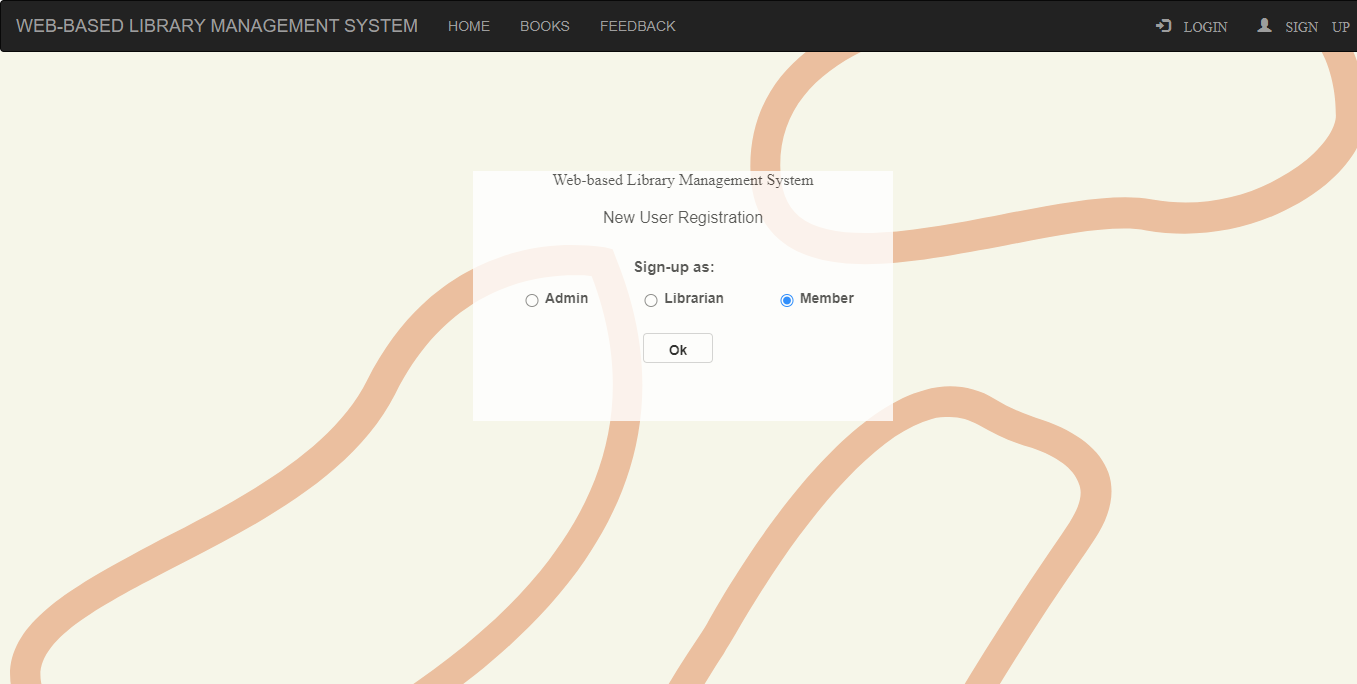 WEB-BASED LIBRARY MANAGEMENT SYSTEM HOME BOOKS FEEDBACK LOGIN SIGN UP
Web-based Library Management System
New User Registration
Sign-up as:
Admin Librarian Member
Ok